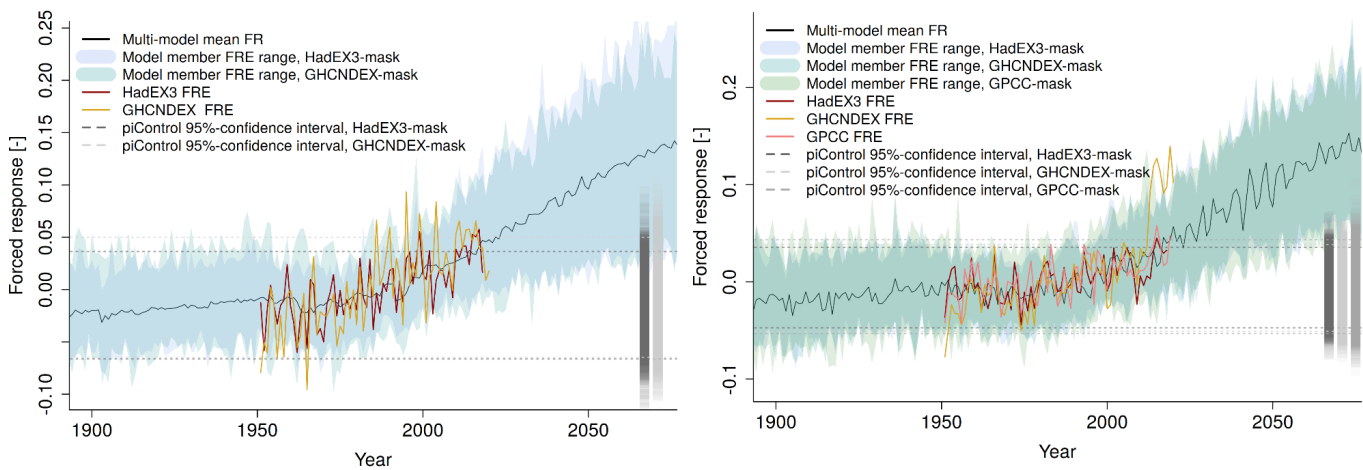 Multi-model mean FR
Model member FRE range, HadEX3-mask
Model member FRE range, GHCNDEX-mask
HadEX3 FRE
GHCNDEX FRE
piControl 95%-confidence interval, HadEX3-mask
piControl 95%-confidence interval, GHCNDEX-mask
Forced response [-]
0.25
0.20
0.15
0.10
0.05
0.00
-0.10
1900
1950
2000
2050
Year
Multi-model mean FR
Model member FRE range, HadEX3-mask
Model member FRE range, GHCNDEX-mask
Model member FRE range, GPCC-mask
HadEX3 FRE
GHCNDEX FRE
GPCC FRE
piControl 95%-confidence interval, HadEX3-mask
piControl 95%-confidence interval, GHCNDEX-mask
piControl 95%-confidence interval, GPCC-mask
Forced response [-]
0.2
0.1
0.0
-0.1
1900
1950
2000
2050
Year